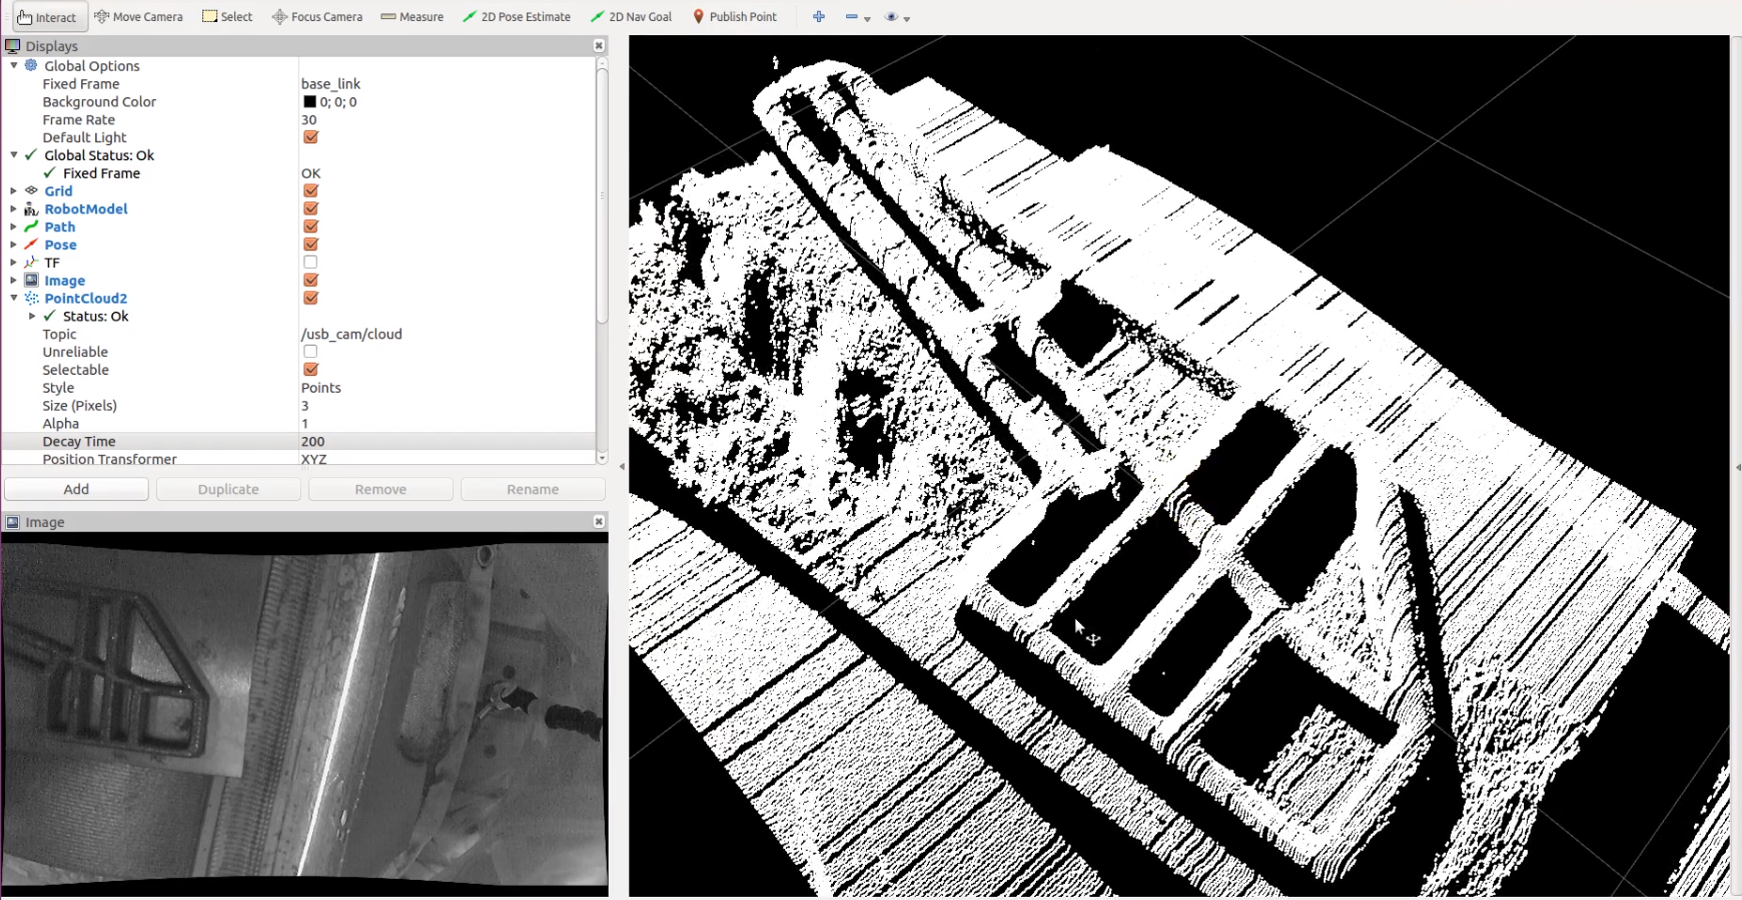 Interact Move Camera Select Focus Camera Measure 2D Pose Estimate 2D Nav Goal Publish Point
Displays
Global Options
Fixed Frame base_link
Background Color 0; 0; 0
Frame Rate 30
Default Light
Global Status: Ok
Fixed Frame OK
Grid
RobotModel
Path
Pose
TF
Image
PointCloud2
Status: Ok
Topic /usb_cam/cloud
Unreliable
Selectable
Style Points
Size (Pixels) 3
Alpha 1
Decay Time 200
Position Transformer XYZ
Add Duplicate Remove Rename
Image